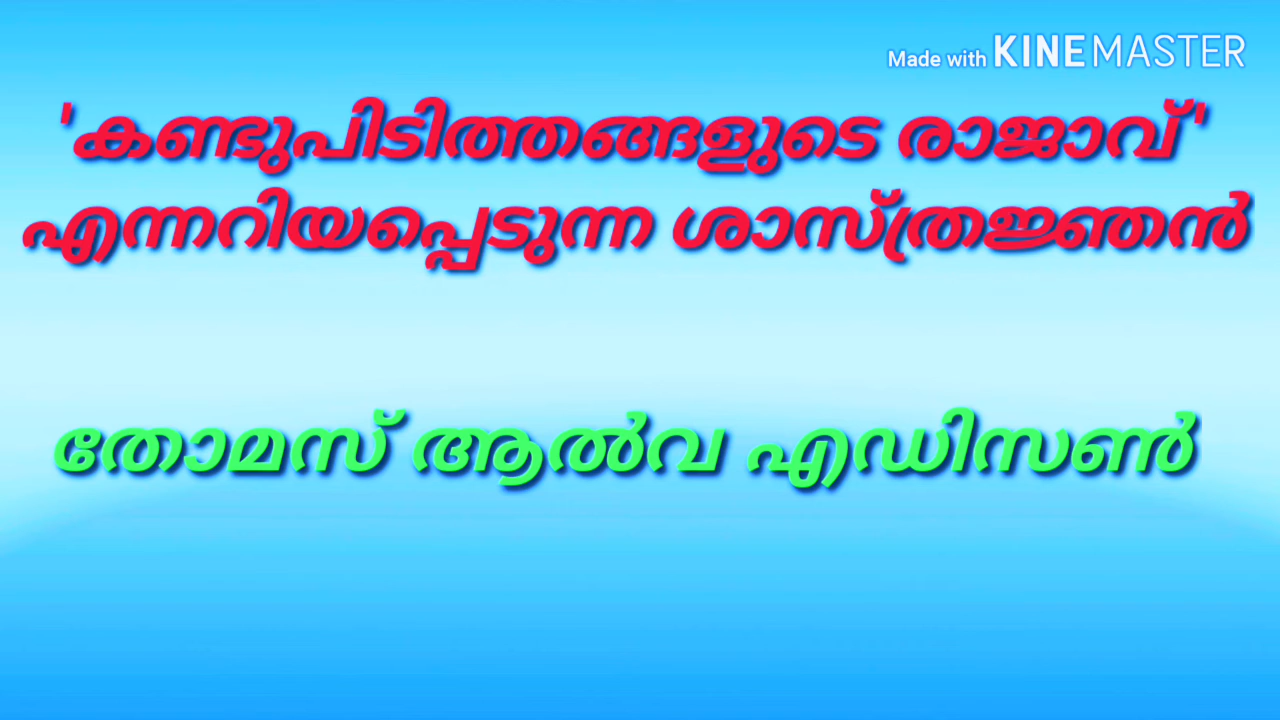 Made with KINEMASTER
'കണ്ടുപിടിത്തങ്ങളുടെ രാജാവ്'
എന്നറിയപ്പെടുന്ന ശാസ്ത്രജ്ഞൻ
തോമസ് ആൽവ എഡിസൺ